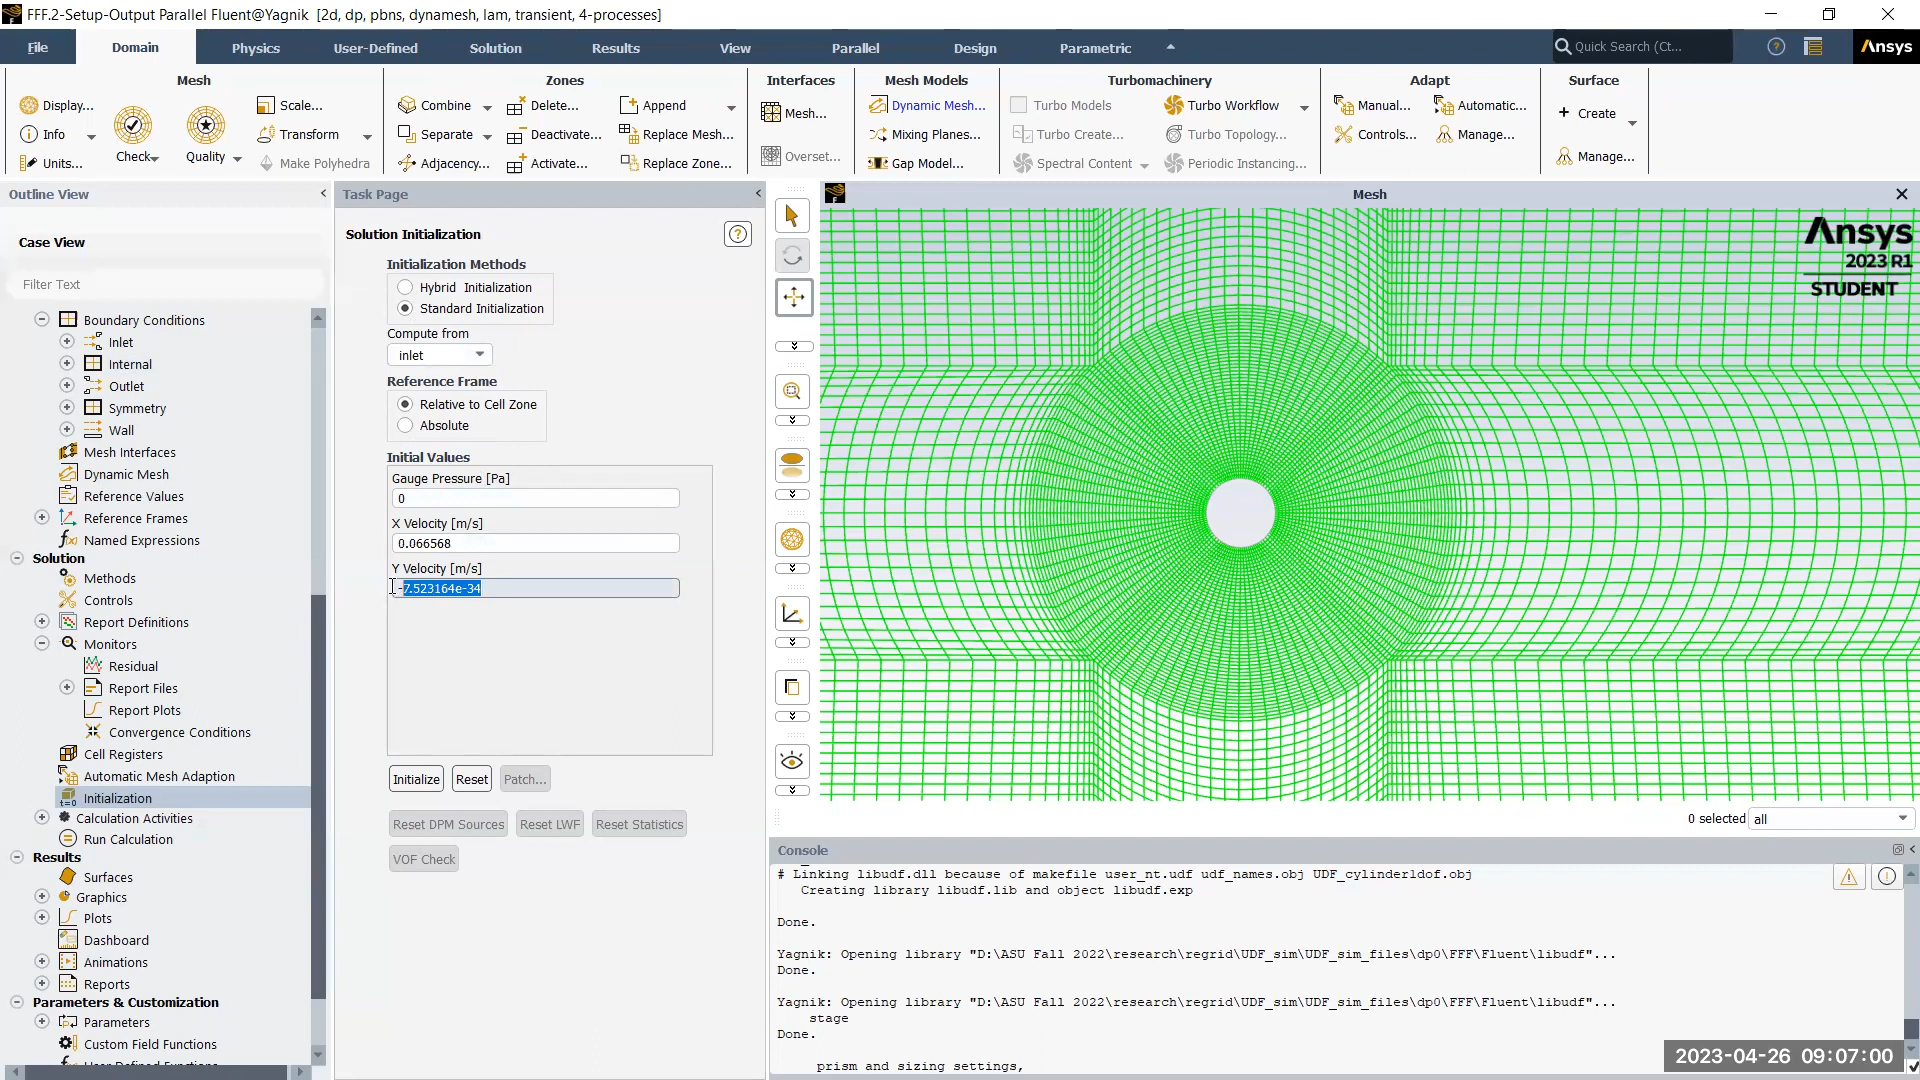 FFF.2-Setup-Output Parallel Fluent@Yagnik [2d, dp, pbns, dynamesh, lam, transient, 4-processes]
File Domain Physics User-Defined Solution Results View Parallel Design Parametric Quick Search (Ct... Ansys
Mesh Zones Interfaces Mesh Models Turbomachinery Adapt Surface
Display... Scale... Combine Delete... Append Mesh... Dynamic Mesh... Turbo Models Turbo Workflow Manual... Automatic... Create
Info Check Quality Transform Separate Deactivate... Replace Mesh... Mixing Planes... Turbo Create... Turbo Topology... Controls... Manage...
Units... Make Polyhedra Adjacency... Activate... Replace Zone... Overset... Gap Model... Spectral Content Periodic Instancing... Manage...
Outline View
Case View
Filter Text
Boundary Conditions
Inlet
Internal
Outlet
Symmetry
Wall
Mesh Interfaces
Dynamic Mesh
Reference Values
Reference Frames
Named Expressions
Solution
Methods
Controls
Report Definitions
Monitors
Residual
Report Files
Report Plots
Convergence Conditions
Cell Registers
Automatic Mesh Adaption
t=0 Initialization
Calculation Activities
Run Calculation
Results
Surfaces
Graphics
Plots
Dashboard
Animations
Reports
Parameters & Customization
Parameters
Custom Field Functions
User Defined Functions
Task Page
Solution Initialization
Initialization Methods
Hybrid Initialization
Standard Initialization
Compute from
inlet
Reference Frame
Relative to Cell Zone
Absolute
Initial Values
Gauge Pressure [Pa]
0
X Velocity [m/s]
0.066568
Y Velocity [m/s]
-7.523164e-34
Initialize Reset Patch...
Reset DPM Sources Reset LWF Reset Statistics
VOF Check
Mesh
Ansys
2023 R1
STUDENT
0 selected all
Console
# Linking libudf.dll because of makefile user_nt.udf udf_names.obj UDF_cylinder1dof.obj
Creating library libudf.lib and object libudf.exp
Done.
Yagnik: Opening library "D:\ASU Fall 2022\research\regrid\UDF_sim\UDF_sim_files\dp0\FFF\Fluent\libudf"...
Done.
Yagnik: Opening library "D:\ASU Fall 2022\research\regrid\UDF_sim\UDF_sim_files\dp0\FFF\Fluent\libudf"...
stage
Done.
prism and sizing settings,
2023-04-26 09:07:00